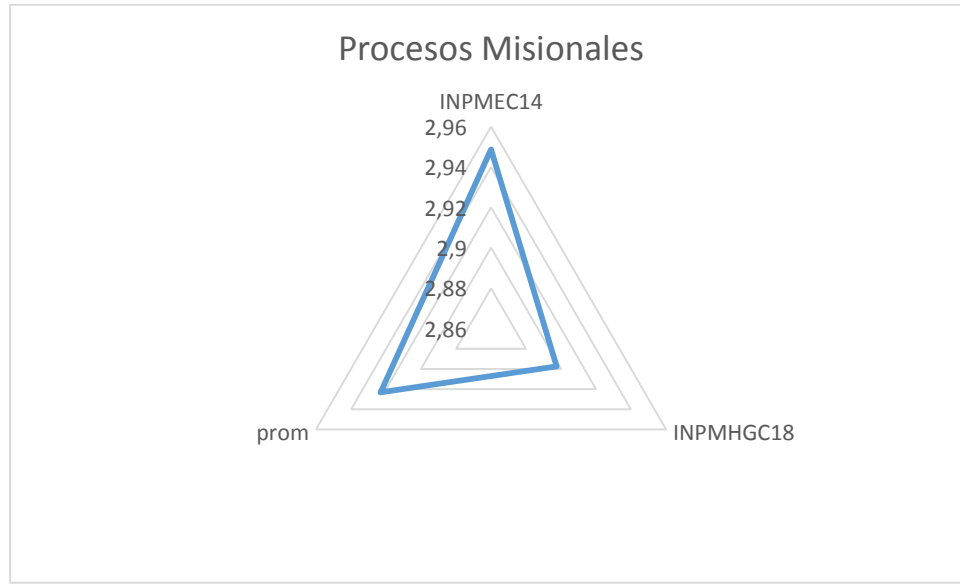 Procesos Misionales
INPMEC14
2,96
2,94
2,92
2,9
2,88
2,86
prom
INPMHGC18